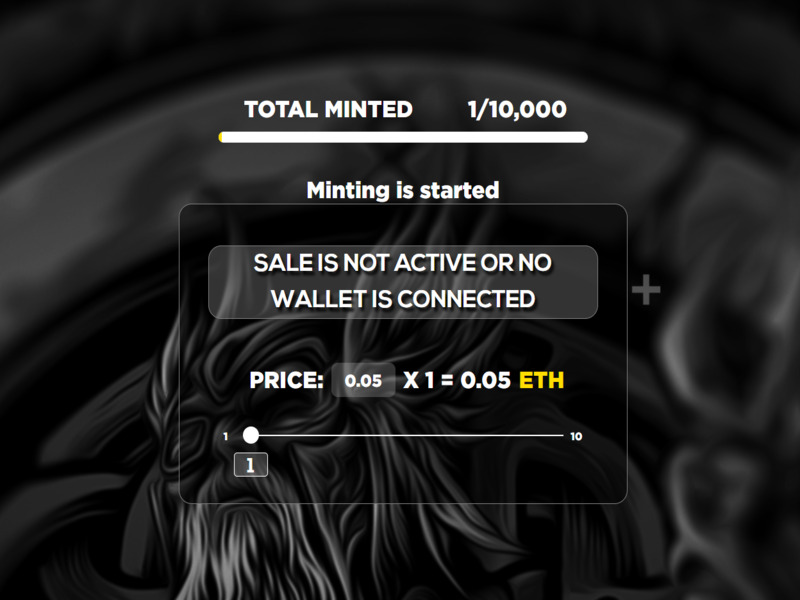 TOTAL MINTED 1/10,000
Minting is started
SALE IS NOT ACTIVE OR NO
WALLET IS CONNECTED
PRICE: 0.05 X 1 = 0.05 ETH
1 10
1